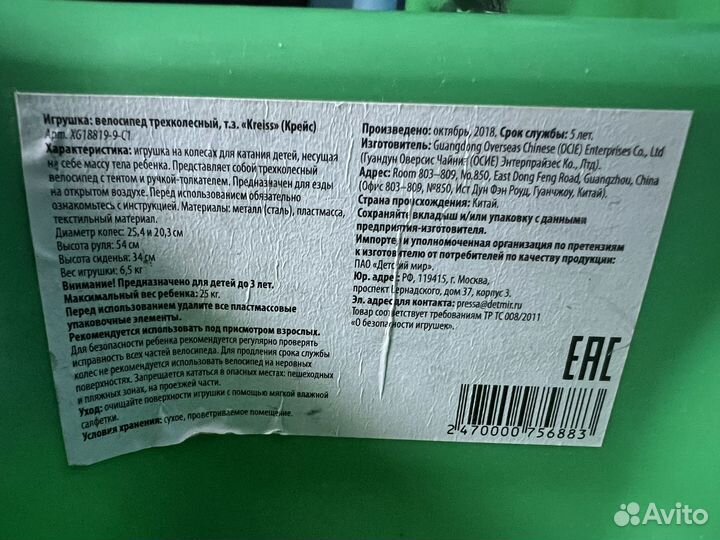 Игрушка: велосипед трехколесный, т.з. «Kreiss» (Крейс)
Арт. XG18819-9-C1
Характеристика: игрушка на колесах для катания детей, несущая
на себе массу тела ребенка. Представляет собой трехколесный
велосипед с тентом и ручкой-толкателем. Предназначен для езды
на открытом воздухе. Перед использованием обязательно
ознакомьтесь с инструкцией. Материалы: металл (сталь), пластмасса,
текстильный материал.
Диаметр колес: 25,4 и 20,3см
Высота руля: 54 см
Высота сиденья: 34см
Вес игрушки: 6,5 кг
Внимание! Предназначено для детей до 3 лет.
Максимальный вес ребенка: 25 кг.
Перед использованием удалите все пластмассовые
упаковочные элементы.
Рекомендуется использовать под присмотром взрослых.
Для безопасности ребенка рекомендуется регулярно проверять
исправность всех частей велосипеда. Для продления срока службы
колес не рекомендуется использовать велосипед на неровных
поверхностях. Запрещается кататься в опасных местах: пешеходных
и пляжных зонах, на проезжей части.
Уход: очищайте поверхности игрушки с помощью мягкой влажной
салфетки.
Условия хранения: сухое, проветриваемое помещение.
Произведено: октябрь, 2018. Срок службы: 5 лет.
Изготовитель: Guangdong Overseas Chinese (OCIE) Enterprises Co., Ltd
(Гуандун Оверсис Чайниз (ОСИЕ) Энтерпрайзес Ко., Лтд).
Адрес: Room 803–809, No.850, East Dong Feng Road, Guangzhou, China
(Офис 803–809, №850, Ист Дун Фэн Роуд, Гуанчжоу, Китай).
Страна происхождения: Китай.
Сохраняйте вкладыш и/или упаковку с данными
предприятия-изготовителя.
Импортер и уполномоченная организация по претензиям
к изготовителю от потребителей по качеству продукции:
ПАО «Детский мир».
Юр. адрес: РФ, 119415, г. Москва,
проспект Вернадского, дом 37, корпус 3.
Эл. адрес для контакта: pressa@detmir.ru
Товар соответствует требованиям ТР ТС 008/2011
«О безопасности игрушек».
EAC
2 470000 756883
Avito